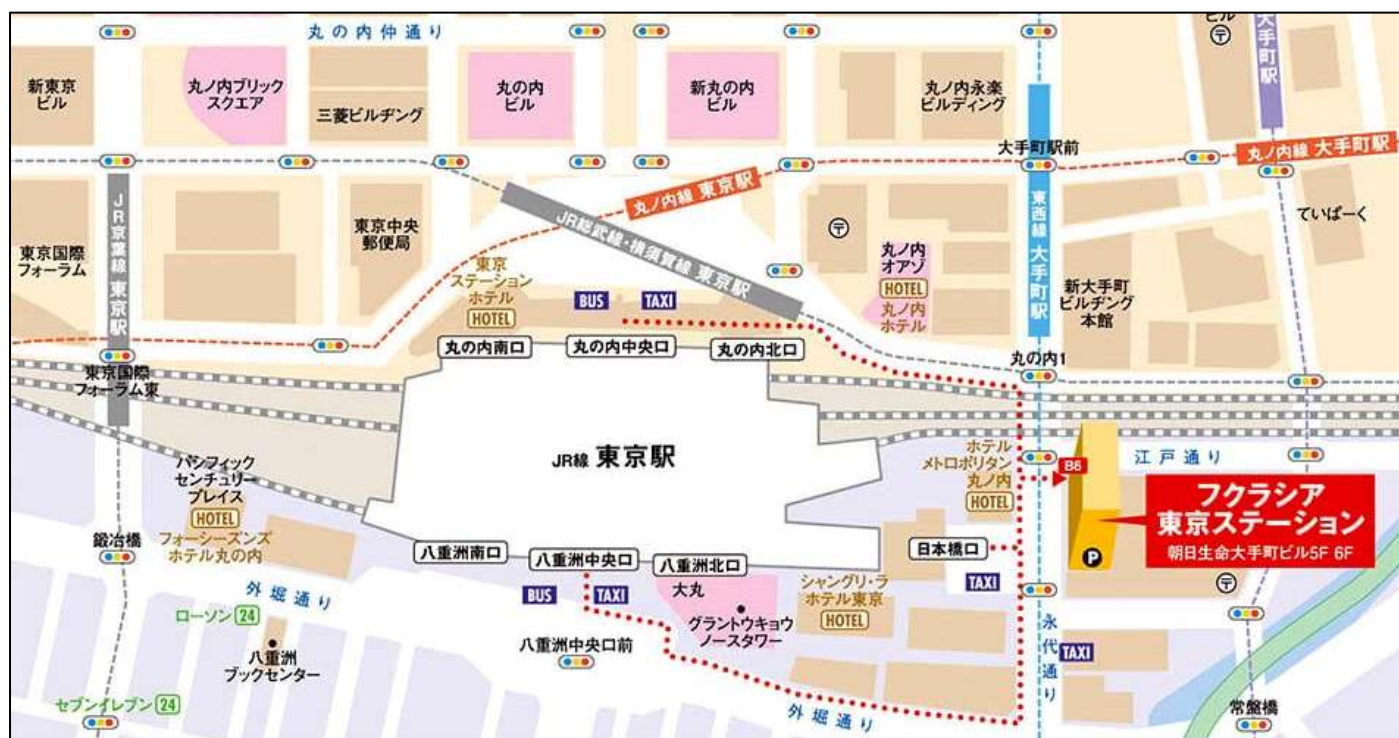 丸の内仲通り
ビル
〒
大手町駅
新東京
ビル
丸ノ内ブリック
スクエア
三菱ビルヂング
丸の内
ビル
新丸の内
ビル
丸ノ内永楽
ビルディング
大手町駅前
丸ノ内線 大手町駅
丸ノ内線 東京駅
JR京葉線 東京駅
JR総武線・横須賀線 東京駅
東西線 大手町駅
東京国際
フォーラム
東京中央
郵便局
〒
ていぱーく
丸ノ内
オアゾ
HOTEL
丸ノ内
ホテル
新大手町
ビルヂング
本館
東京
ステーション
ホテル
HOTEL
BUS
TAXI
丸の内南口
丸の内中央口
丸の内北口
丸の内1
東京国際
フォーラム東
JR線 東京駅
ホテル
メトロポリタン
丸ノ内
HOTEL
B6
江戸通り
フクラシア
東京ステーション
朝日生命大手町ビル5F 6F
P
〒
パシフィック
センチュリー
プレイス
HOTEL
フォーシーズンズ
ホテル丸の内
鍛冶橋
八重洲南口
八重洲中央口
八重洲北口
日本橋口
TAXI
外堀通り
BUS
TAXI
大丸
グラントウキョウ
ノースタワー
シャングリ・ラ
ホテル東京
HOTEL
ローソン 24
八重洲
ブックセンター
八重洲中央口前
永代通り
TAXI
セブンイレブン 24
外堀通り
常盤橋